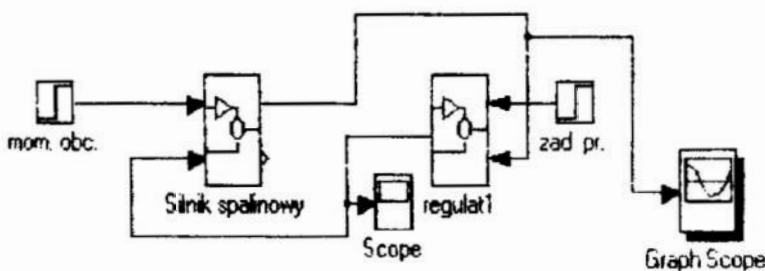 mom. obc.
zad. pr.
Silnik spalinowy
regulat1
Scope
Graph Scope